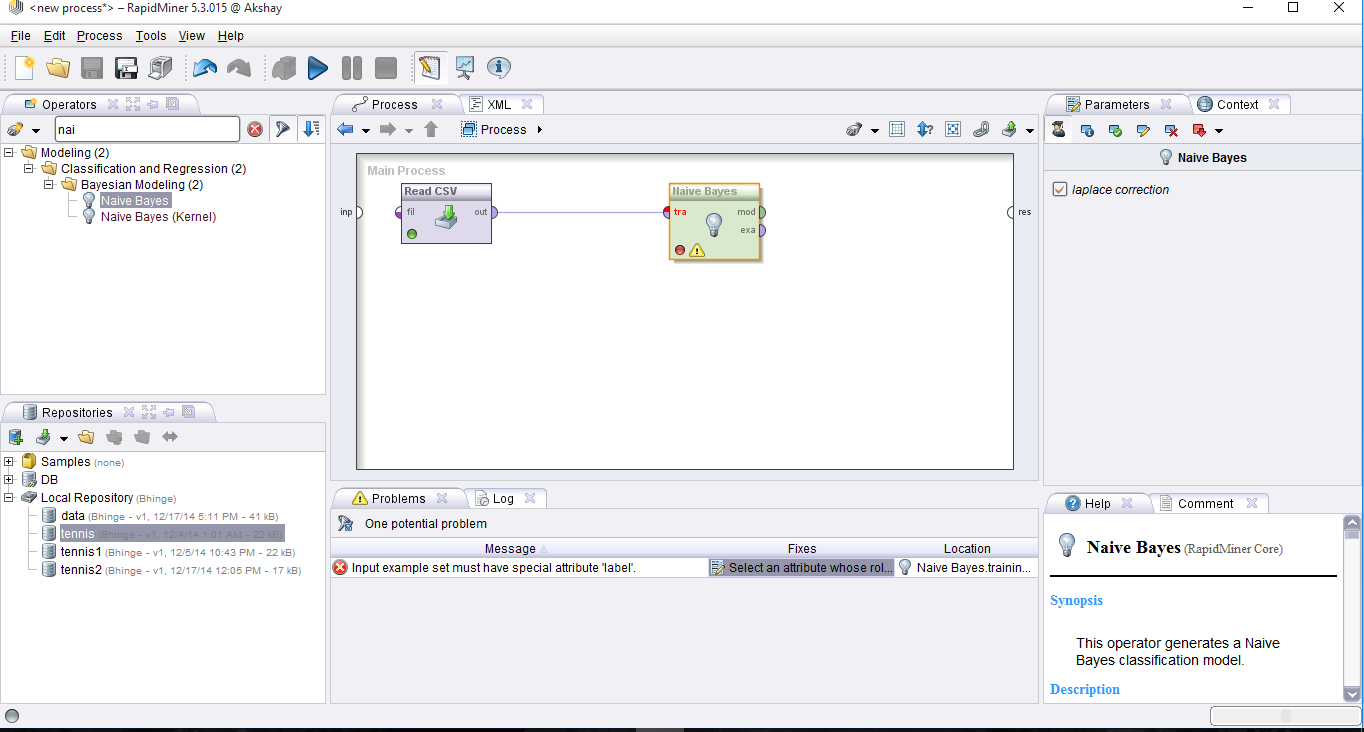 <new process*> – RapidMiner 5.3.015 @ Akshay
File Edit Process Tools View Help
Operators
nai
Modeling (2)
Classification and Regression (2)
Bayesian Modeling (2)
Naive Bayes
Naive Bayes (Kernel)
Repositories
Samples (none)
DB
Local Repository (Bhinge)
data (Bhinge - v1, 12/17/14 5:11 PM - 41 kB)
tennis (Bhinge - v1, 12/4/14 1:01 AM - 22 kB)
tennis1 (Bhinge - v1, 12/5/14 10:43 PM - 22 kB)
tennis2 (Bhinge - v1, 12/17/14 12:05 PM - 17 kB)
Process XML
Process
Main Process
Read CSV
fil out
Naive Bayes
tra mod
exa
inp
res
Problems Log
One potential problem
Message Fixes Location
Input example set must have special attribute 'label'. Select an attribute whose rol... Naive Bayes.trainin...
Parameters Context
Naive Bayes
laplace correction
Help Comment
Naive Bayes (RapidMiner Core)
Synopsis
This operator generates a Naive
Bayes classification model.
Description